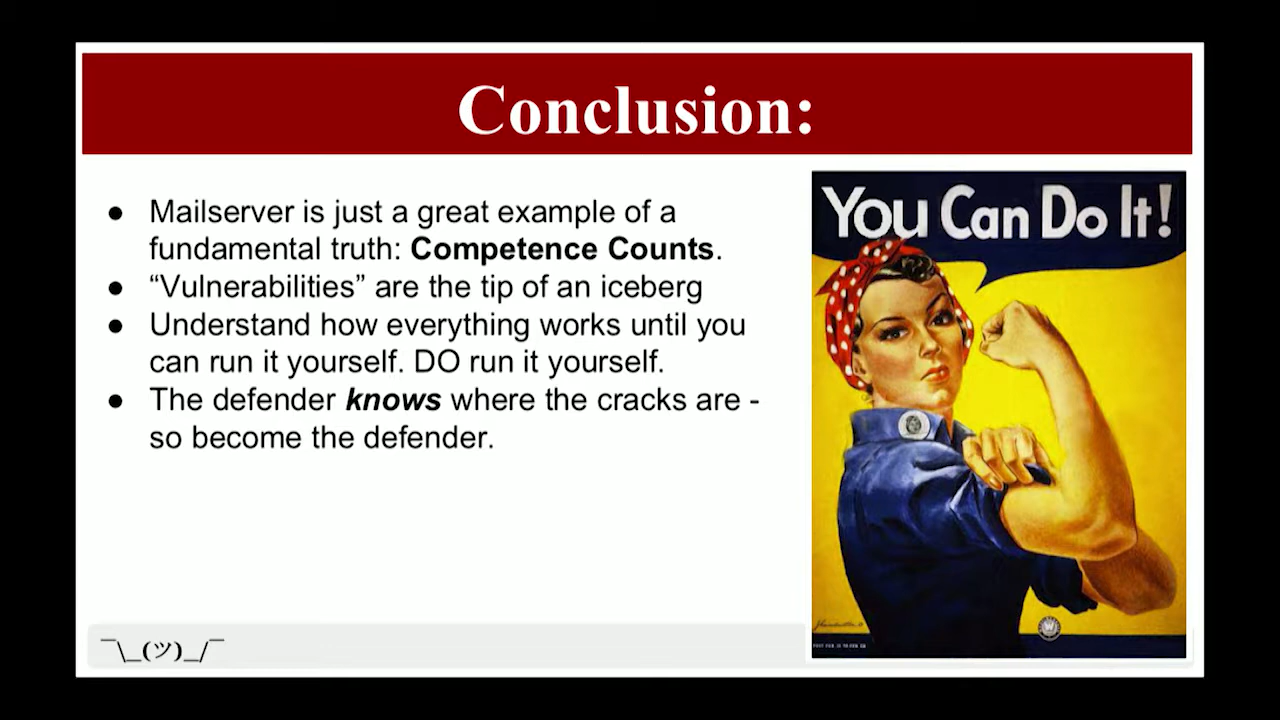 Conclusion:
● Mailserver is just a great example of a
fundamental truth: Competence Counts.
● “Vulnerabilities” are the tip of an iceberg
● Understand how everything works until you
can run it yourself. DO run it yourself.
● The defender knows where the cracks are -
so become the defender.
You Can Do It!
¯\_(ツ)_/¯